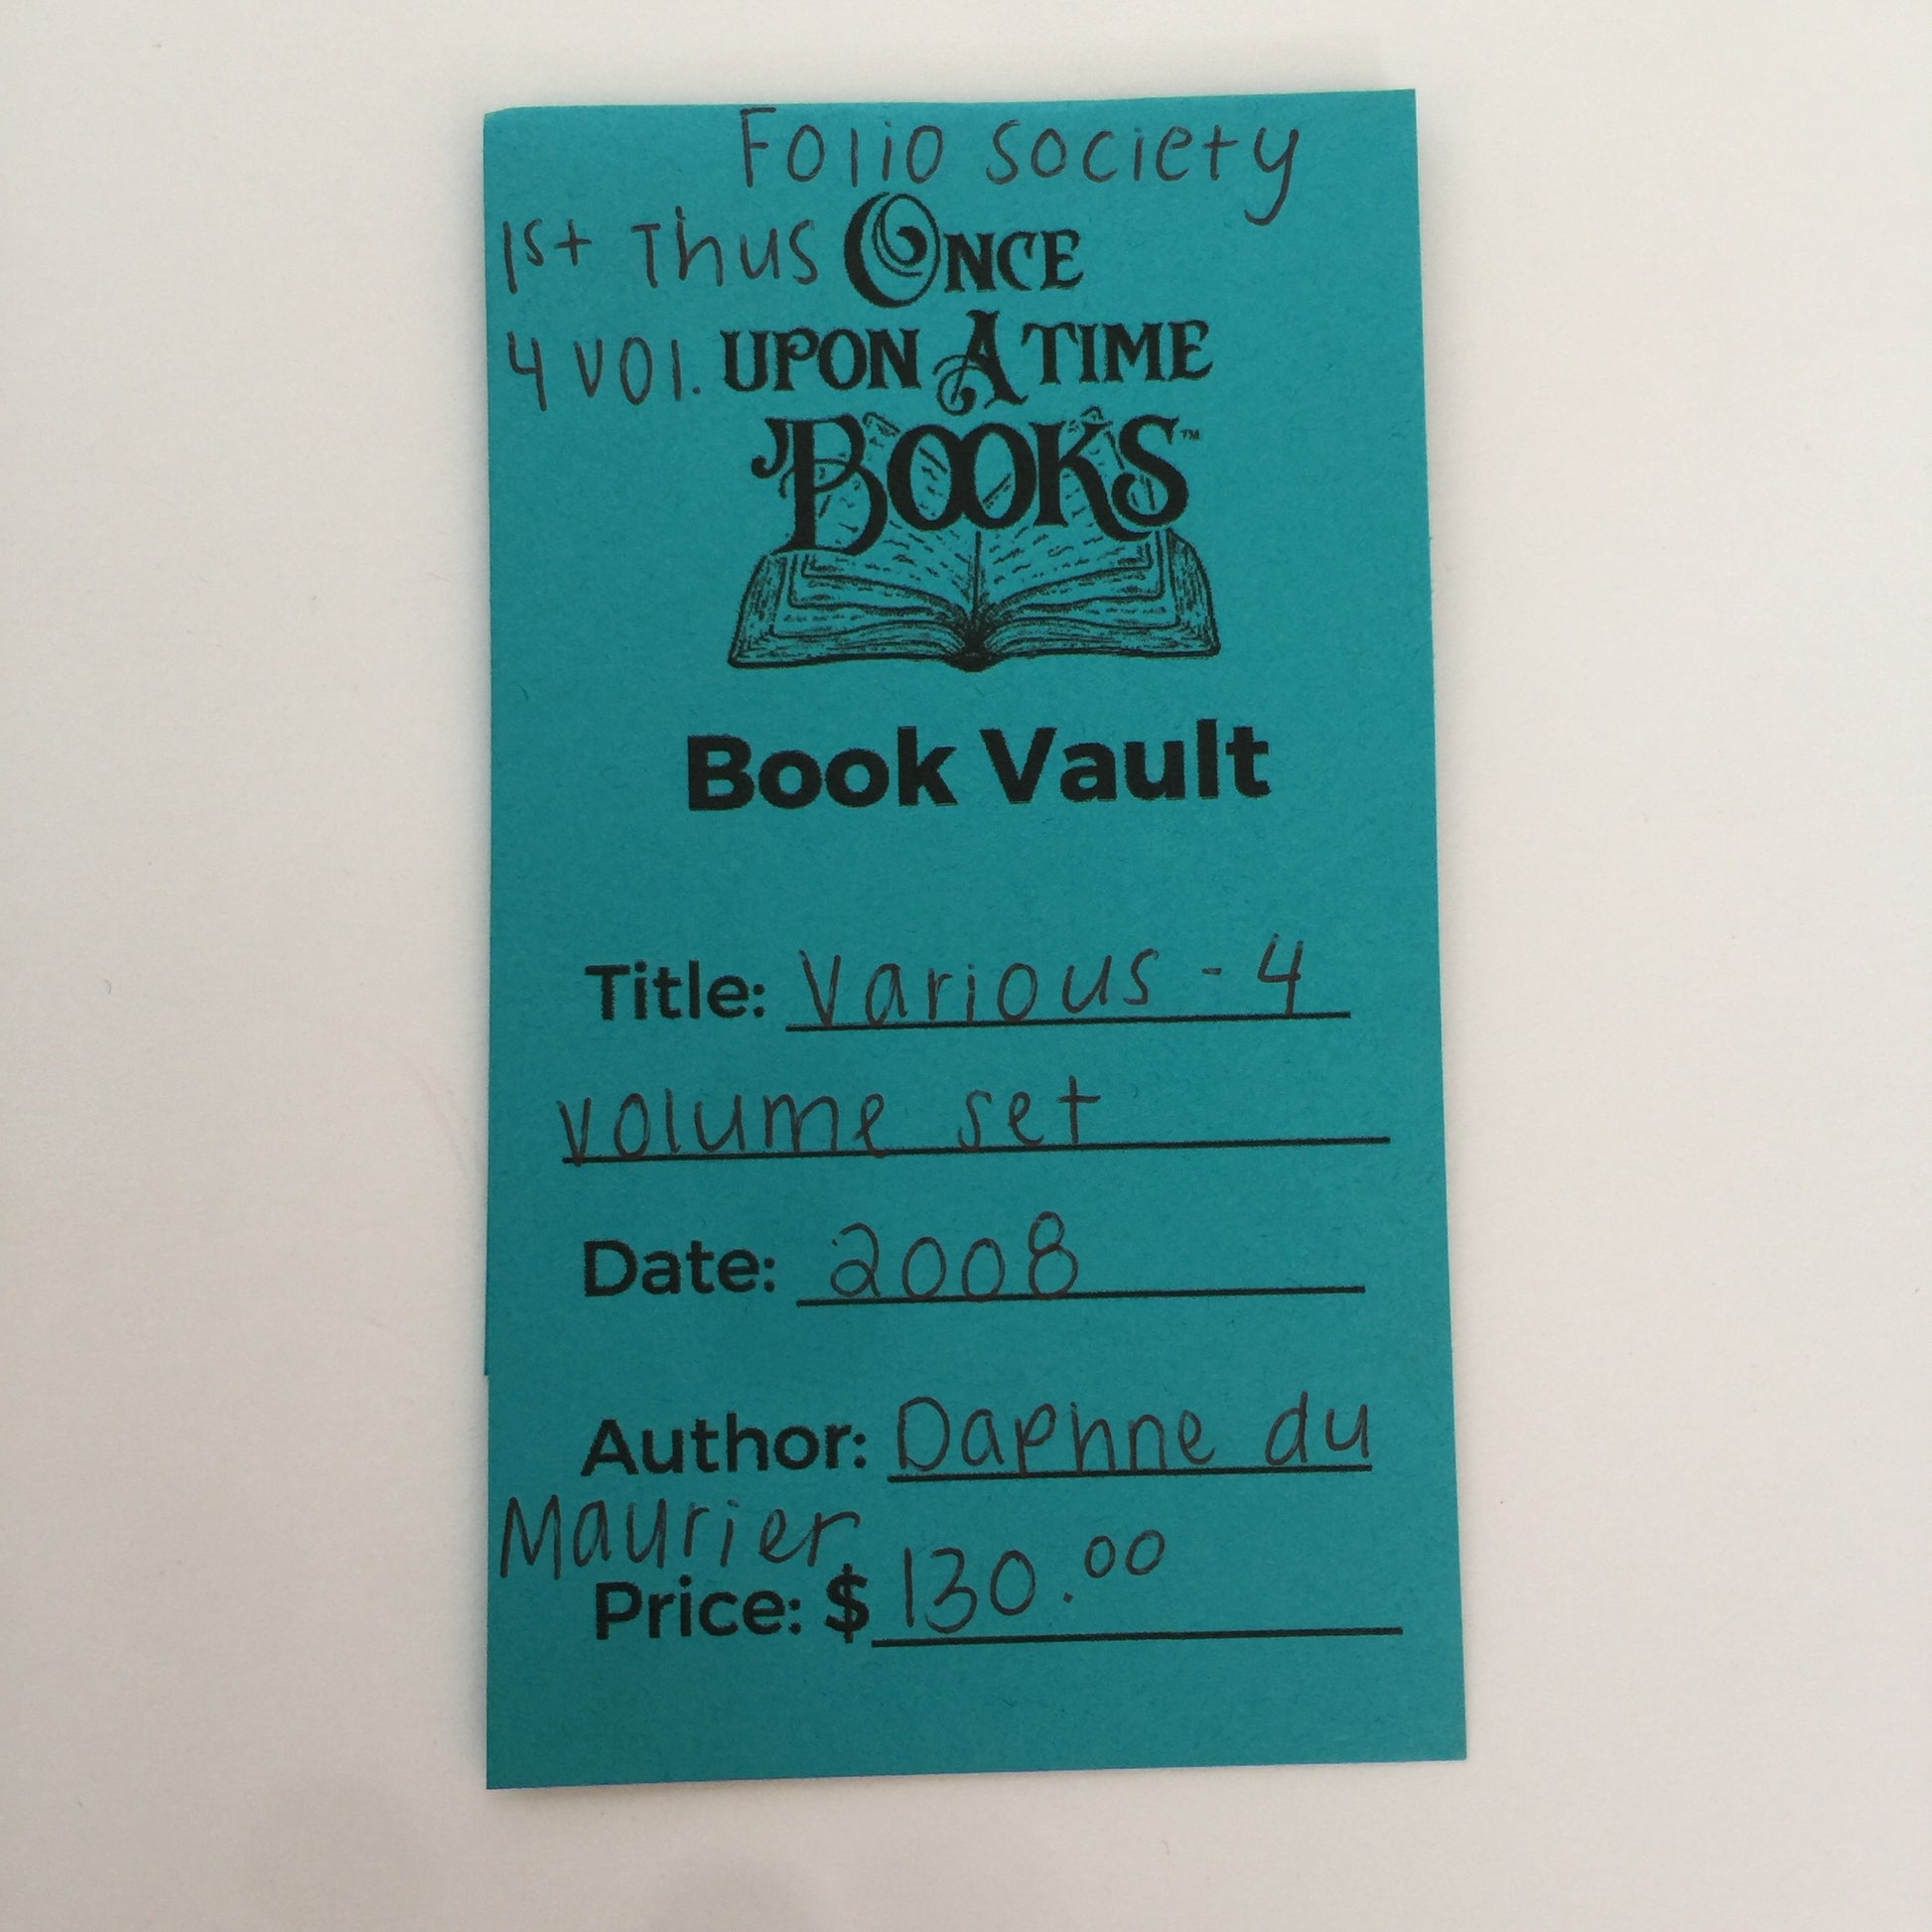 Folio Society
1st Thus ONCE
4 vol. UPON A TIME
BOOKS™
Book Vault
Title: Various - 4
volume set
Date: 2008
Author: Daphne du
Maurier
Price: $ 130.00